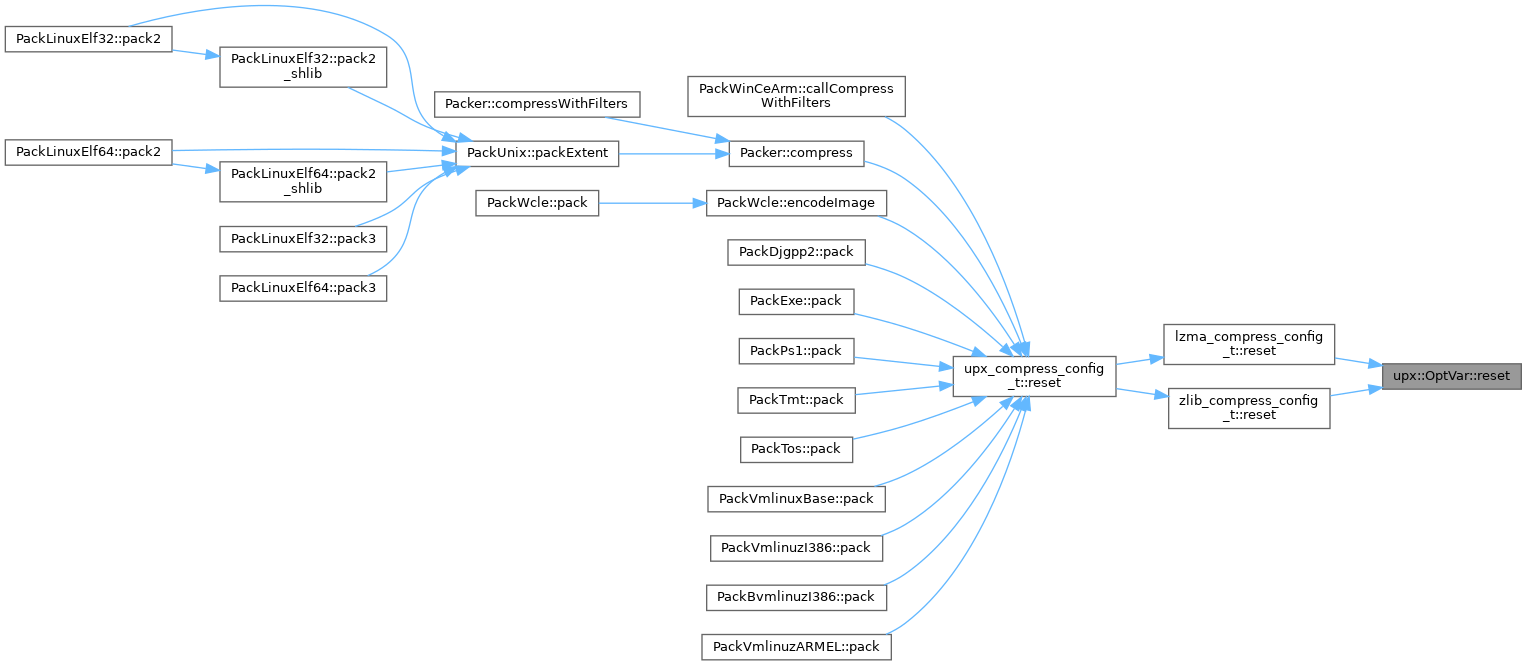 PackLinuxElf32::pack2
PackLinuxElf32::pack2
_shlib
PackLinuxElf64::pack2
PackLinuxElf64::pack2
_shlib
PackLinuxElf32::pack3
PackLinuxElf64::pack3
Packer::compressWithFilters
PackUnix::packExtent
PackWcle::pack
PackWinCeArm::callCompress
WithFilters
Packer::compress
PackWcle::encodeImage
PackDjgpp2::pack
PackExe::pack
PackPs1::pack
PackTmt::pack
PackTos::pack
PackVmlinuxBase::pack
PackVmlinuzI386::pack
PackBvmlinuzI386::pack
PackVmlinuzARMEL::pack
upx_compress_config
_t::reset
lzma_compress_config
_t::reset
zlib_compress_config
_t::reset
upx::OptVar::reset